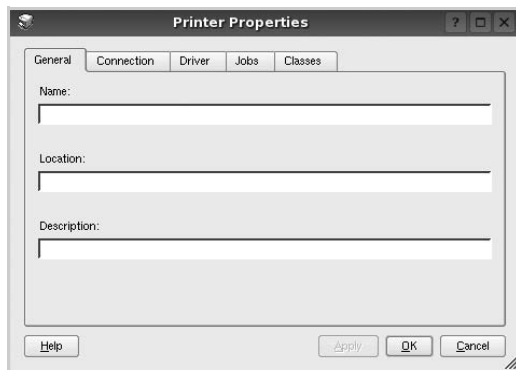 Printer Properties
General Connection Driver Jobs Classes
Name:
Location:
Description:
Help Apply OK Cancel